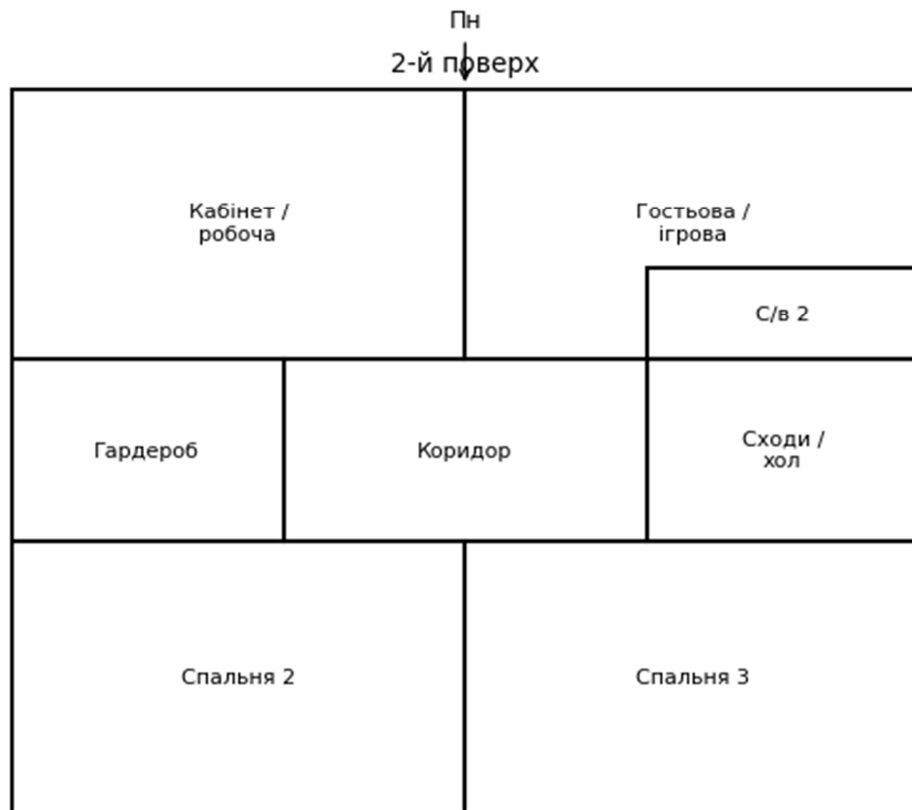 Пн
2-й поверх
Кабінет /
робоча
Гостьова /
ігрова
С/в 2
Гардероб
Коридор
Сходи /
хол
Спальня 2
Спальня 3